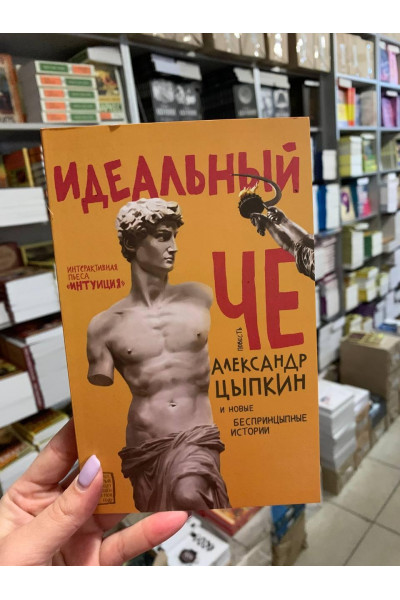 ИДЕАЛЬНЫЙ
ИНТЕРАКТИВНАЯ
ПЬЕСА
"ИНТУИЦИЯ"
ЧЕ
ПОВЕСТЬ
АЛЕКСАНДР
ЦЫПКИН
И НОВЫЕ
БЕСПРИНЦЫПНЫЕ
ИСТОРИИ